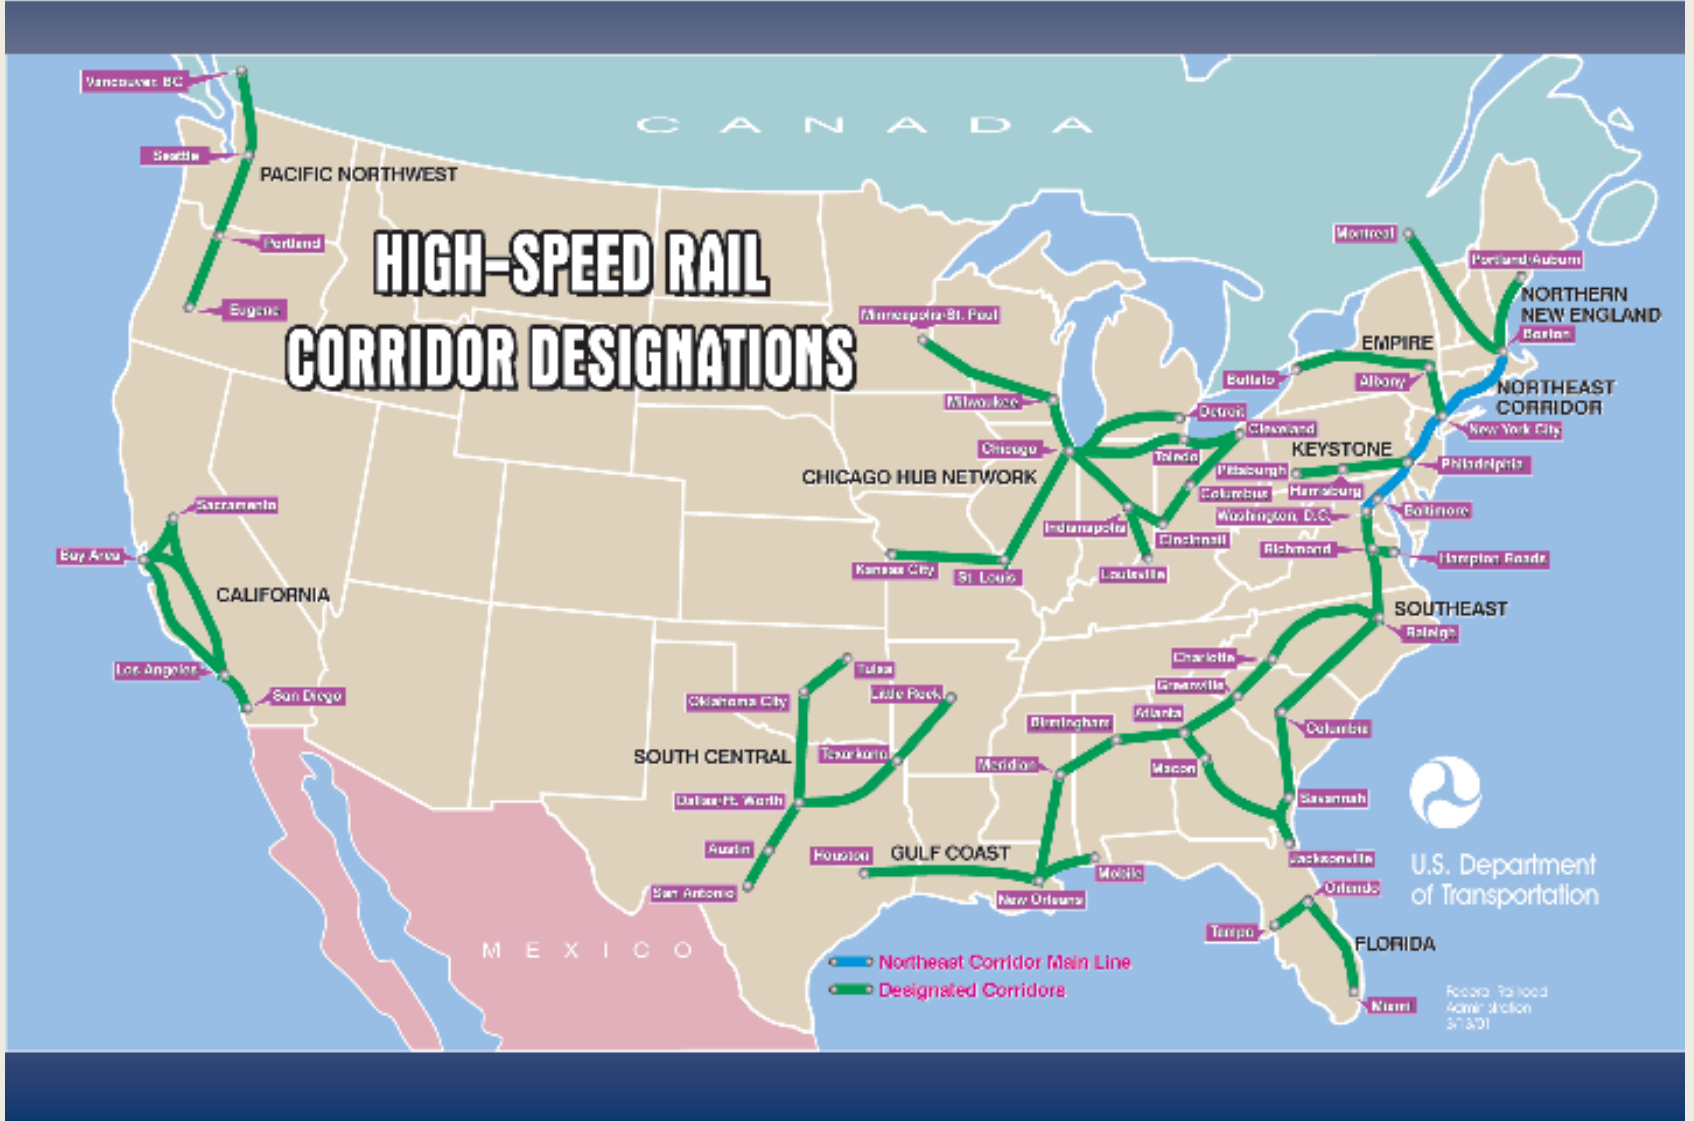 Vancouver, BC
CANADA
Seattle
PACIFIC NORTHWEST
Portland
Eugene
HIGH-SPEED RAIL
CORRIDOR DESIGNATIONS
Montreal
Portland/Auburn
NORTHERN
NEW ENGLAND
Boston
Minneapolis-St. Paul
EMPIRE
Buffalo
Albany
NORTHEAST
CORRIDOR
Milwaukee
Detroit
Cleveland
New York City
Chicago
Toledo
KEYSTONE
Pittsburgh
Philadelphia
CHICAGO HUB NETWORK
Columbus
Harrisburg
Sacramento
Indianapolis
Washington, D.C.
Baltimore
Cincinnati
Bay Area
Richmond
Hampton Roads
Kansas City
St. Louis
Louisville
CALIFORNIA
SOUTHEAST
Raleigh
Los Angeles
San Diego
Tulsa
Charlotte
Oklahoma City
Little Rock
Greenville
Birmingham
Atlanta
Columbia
SOUTH CENTRAL
Texarkana
Meridian
Macon
Dallas-Ft. Worth
Savannah
Austin
Houston
GULF COAST
Jacksonville
San Antonio
New Orleans
Mobile
U.S. Department
of Transportation
Orlando
Tampa
MEXICO
FLORIDA
Northeast Corridor Main Line
Designated Corridors
Miami
Federal Railroad
Administration
3/13/01